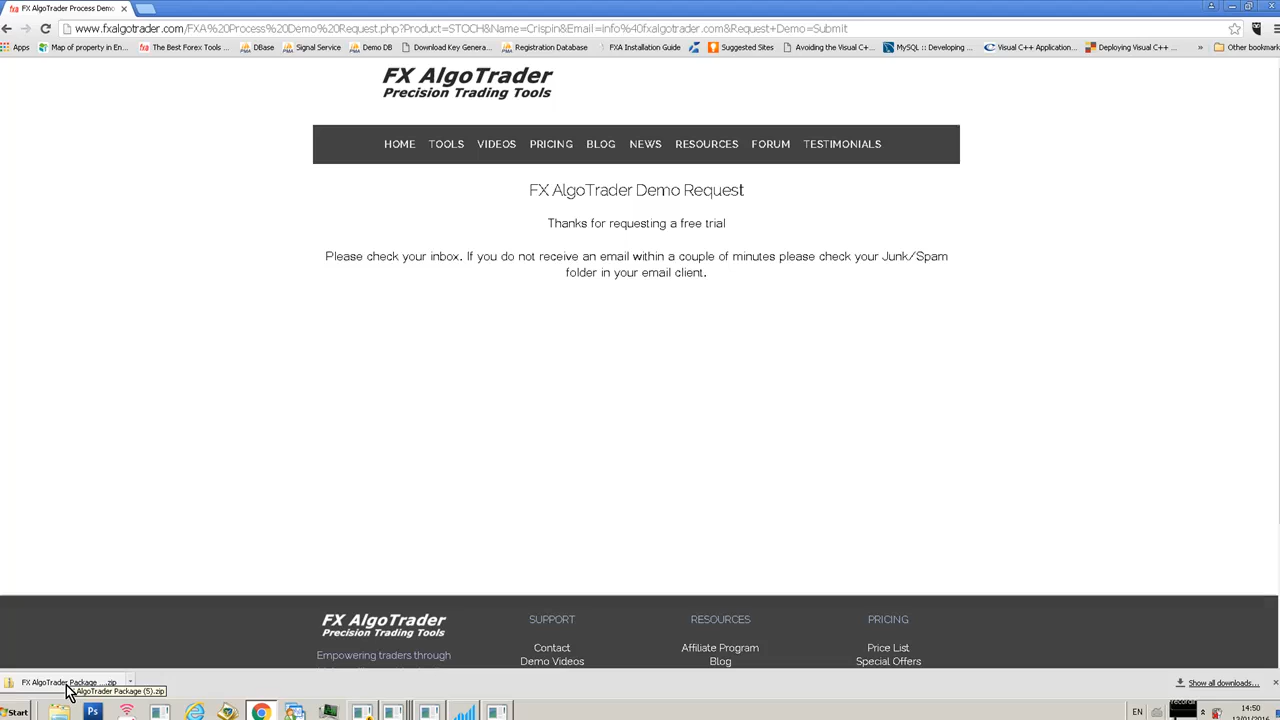 FX AlgoTrader Process Demo
www.fxalgotrader.com/FXA%20Process%20Demo%20Request.php?Product=STOCH&Name=Crispin&Email=info%40fxalgotrader.com&Request+Demo=Submit
Apps Map of property in En... The Best Forex Tools ... DBase Signal Service Demo DB Download Key Genera... Registration Database FXA Installation Guide Suggested Sites Avoiding the Visual C+... MySQL :: Developing ... Visual C++ Application... Deploying Visual C++ ... » Other bookmark
FX AlgoTrader
Precision Trading Tools
HOME TOOLS VIDEOS PRICING BLOG NEWS RESOURCES FORUM TESTIMONIALS
FX AlgoTrader Demo Request
Thanks for requesting a free trial
Please check your inbox. If you do not receive an email within a couple of minutes please check your Junk/Spam
folder in your email client.
FX AlgoTrader
Precision Trading Tools
SUPPORT RESOURCES PRICING
Contact Affiliate Program Price List
Empowering traders through
Demo Videos Blog Special Offers
FX AlgoTrader Package ....zip
AlgoTrader Package (5).zip
Show all downloads...
Start
EN
14:50
13/01/2016